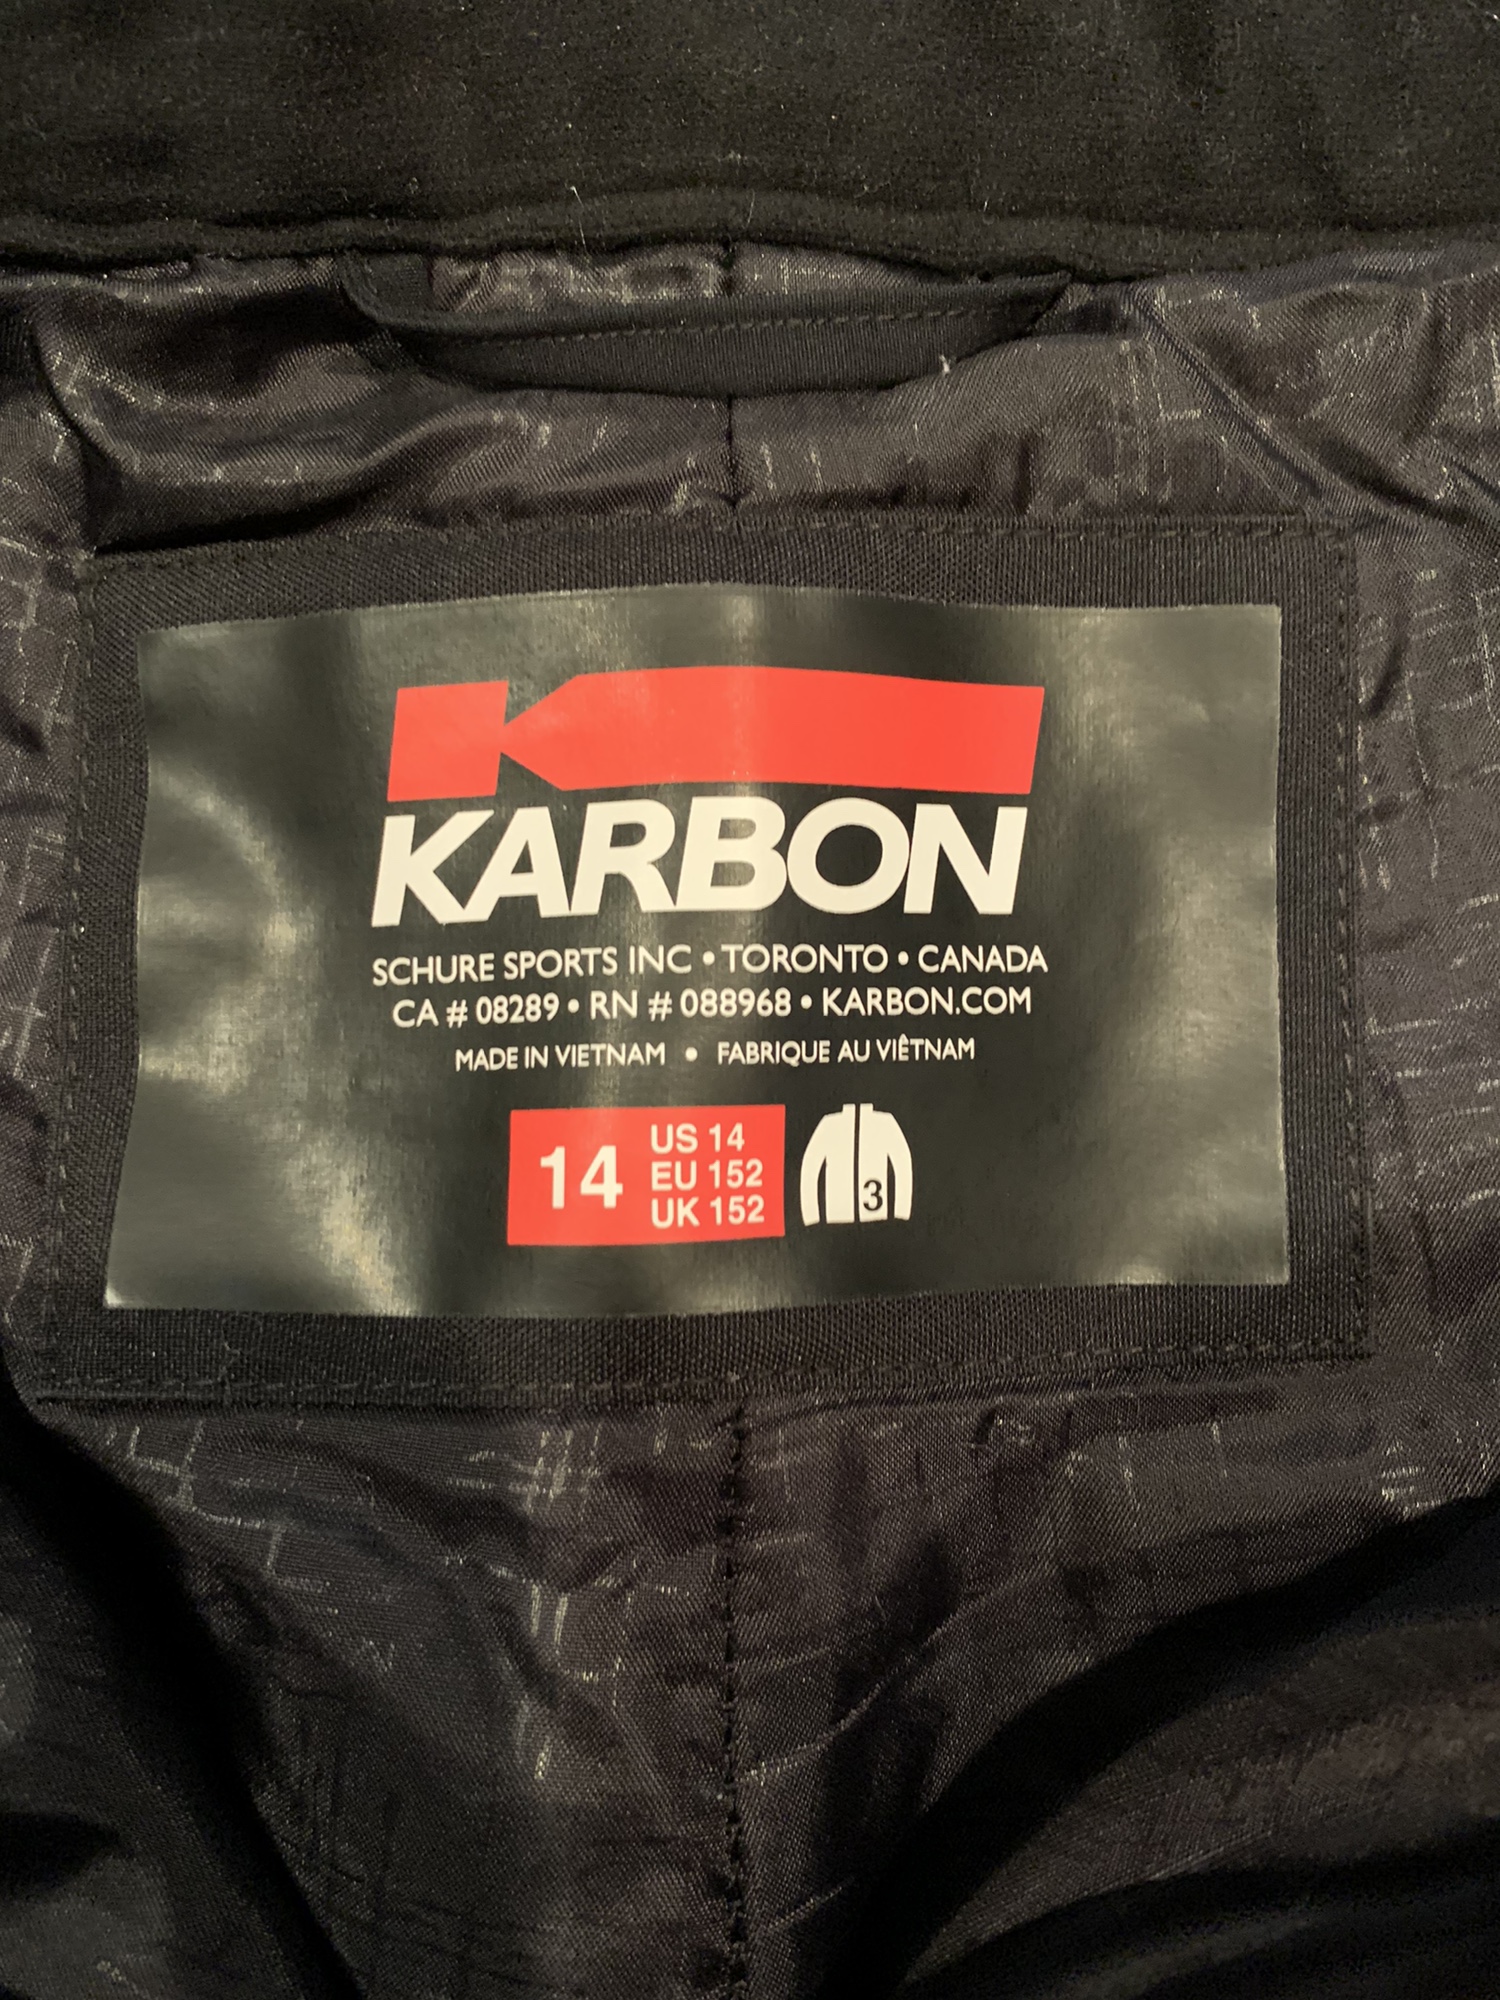 KARBON
SCHURE SPORTS INC • TORONTO • CANADA
CA # 08289 • RN # 088968 • KARBON.COM
MADE IN VIETNAM • FABRIQUE AU VIÊTNAM
14
US 14
EU 152
UK 152
3